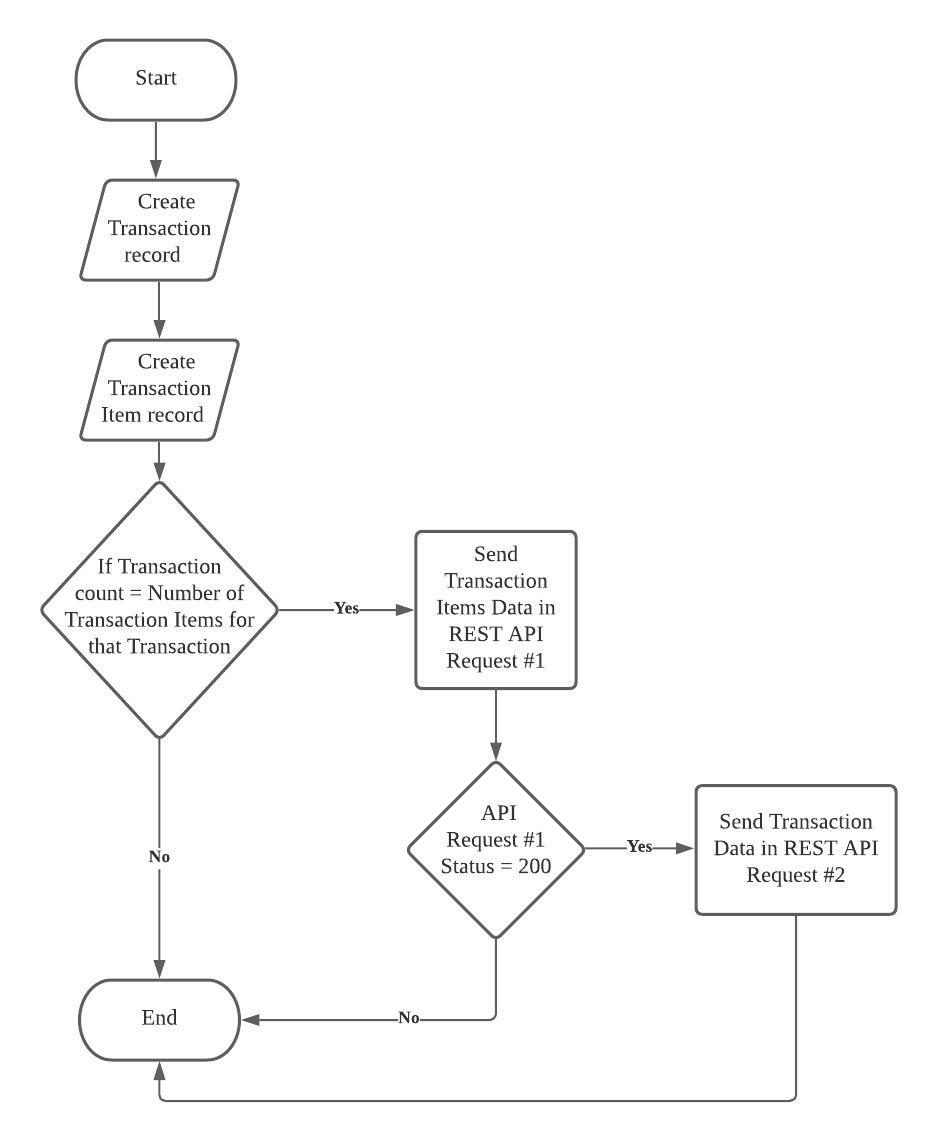 Start
Create
Transaction
record
Create
Transaction
Item record
If Transaction
count = Number of
Transaction Items for
that Transaction
Yes
Send
Transaction
Items Data in
REST API
Request #1
API
Request #1
Status = 200
Yes
Send Transaction
Data in REST API
Request #2
No
End
No